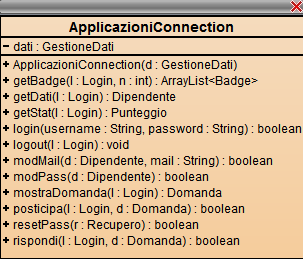 ApplicazioniConnection
- dati : GestioneDati
+ ApplicazioniConnection(d : GestioneDati)
+ getBadge(l : Login, n : int) : ArrayList<Badge>
+ getDati(l : Login) : Dipendente
+ getStat(l : Login) : Punteggio
+ login(username : String, password : String) : boolean
+ logout(l : Login) : void
+ modMail(d : Dipendente, mail : String) : boolean
+ modPass(d : Dipendente) : boolean
+ mostraDomanda(l : Login) : Domanda
+ posticipa(l : Login, d : Domanda) : boolean
+ resetPass(r : Recupero) : boolean
+ rispondi(l : Login, d : Domanda) : boolean